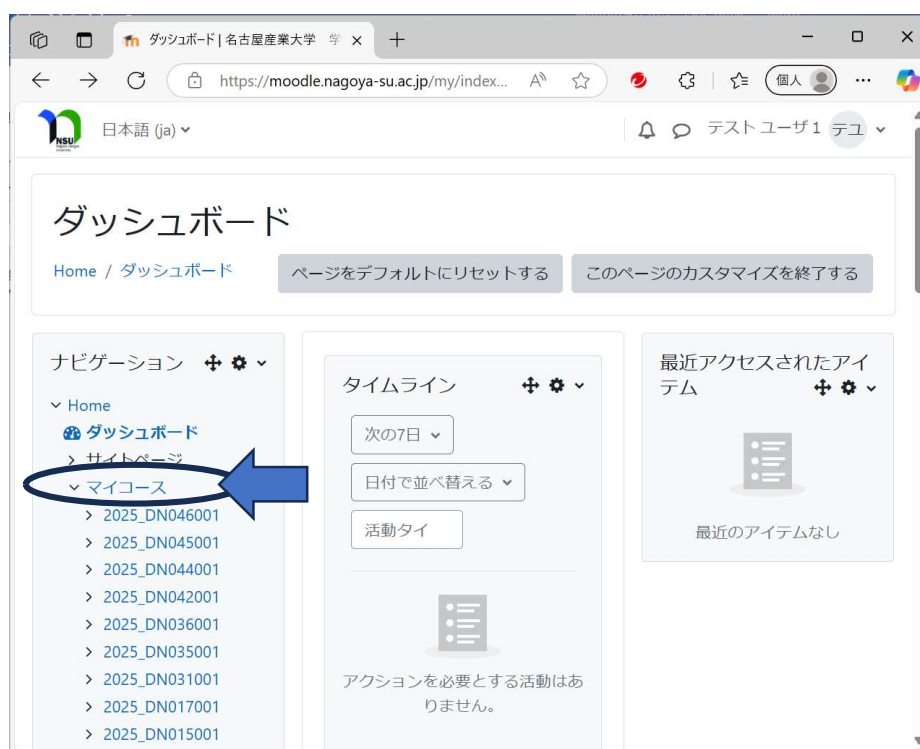 ダッシュボード | 名古屋産業大学 学
https://moodle.nagoya-su.ac.jp/my/index...
個人
NSU
日本語 (ja)
テスト ユーザ 1 テユ
ダッシュボード
Home / ダッシュボード
ページをデフォルトにリセットする
このページのカスタマイズを終了する
ナビゲーション
Home
ダッシュボード
サイトページ
マイコース
2025_DN046001
2025_DN045001
2025_DN044001
2025_DN042001
2025_DN036001
2025_DN035001
2025_DN031001
2025_DN017001
2025_DN015001
タイムライン
次の7日
日付で並べ替える
活動タイ
アクションを必要とする活動はあ
りません。
最近アクセスされたアイ
テム
最近のアイテムなし